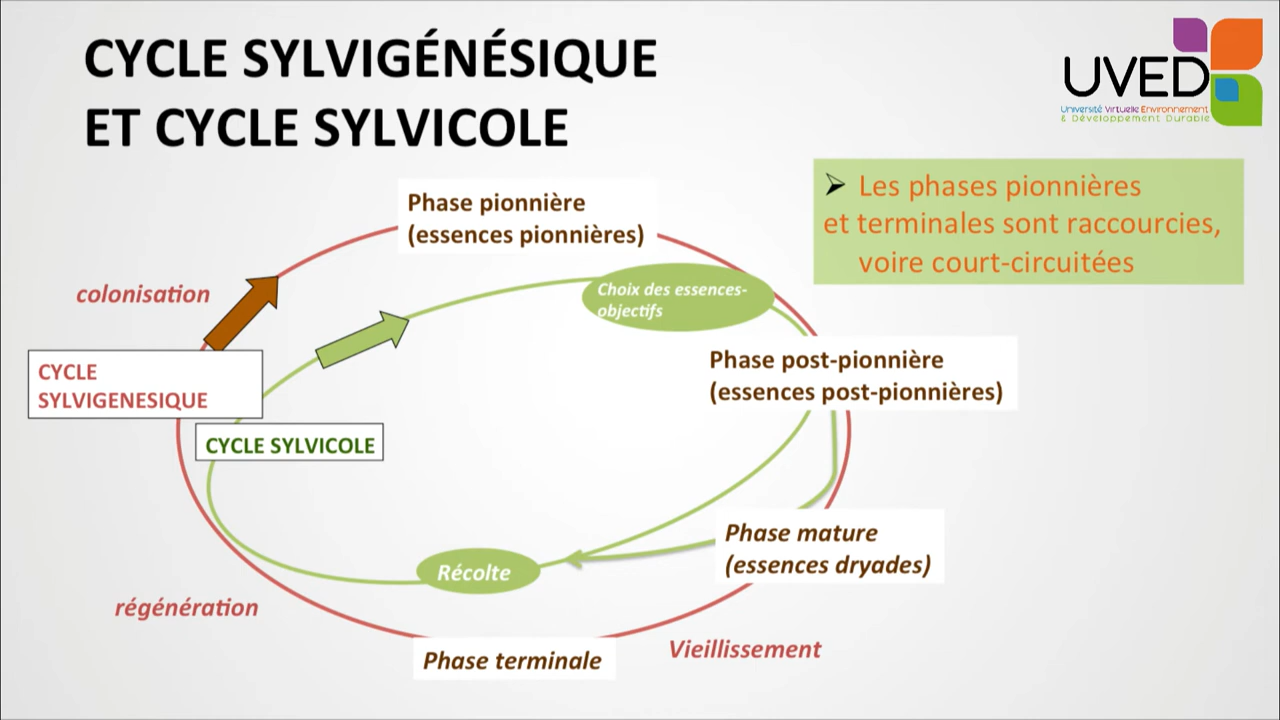 CYCLE SYLVIGÉNÉSIQUE
ET CYCLE SYLVICOLE
UVED
Université Virtuelle Environnement
& Développement Durable
Les phases pionnières
et terminales sont raccourcies,
voire court-circuitées
Phase pionnière
(essences pionnières)
colonisation
Choix des essences-
objectifs
CYCLE
SYLVIGENESIQUE
Phase post-pionnière
(essences post-pionnières)
CYCLE SYLVICOLE
Phase mature
(essences dryades)
Récolte
régénération
Vieillissement
Phase terminale